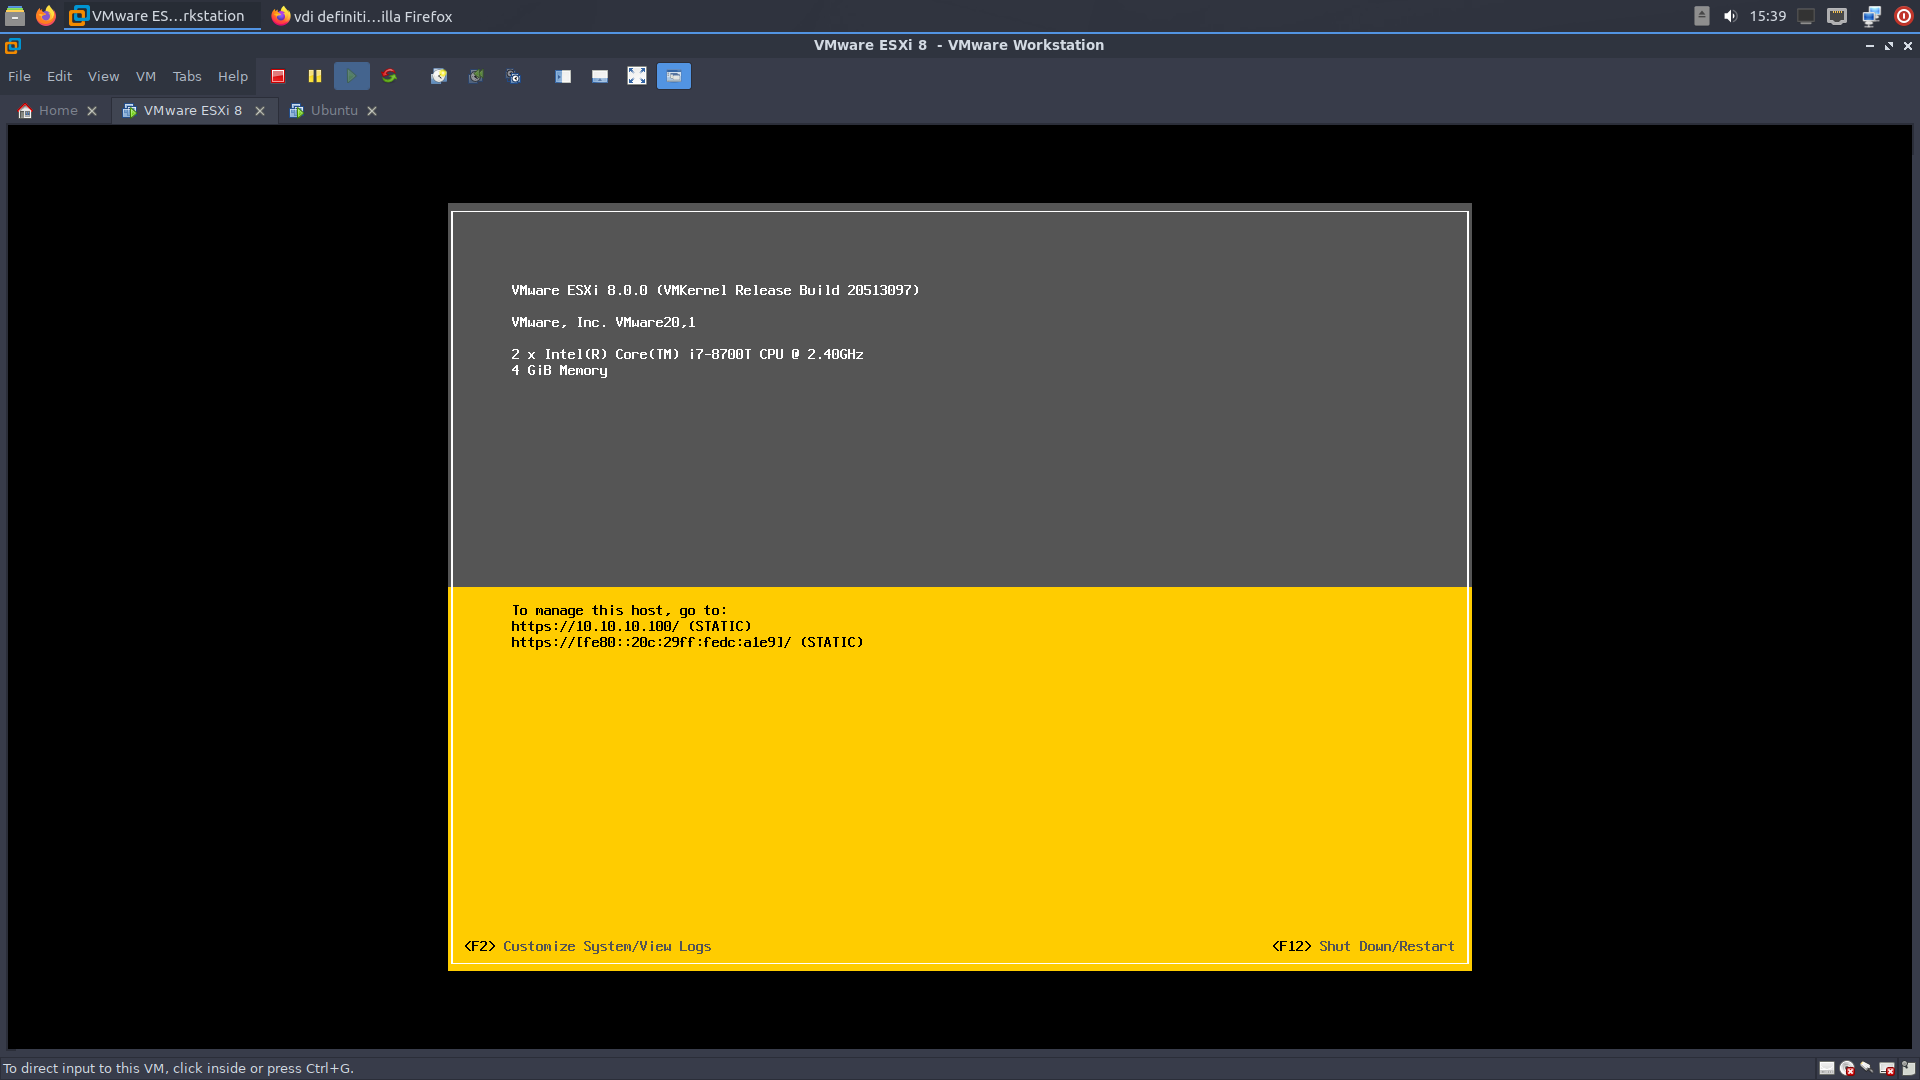 VMware ES...rkstation
vdi definiti...illa Firefox
15:39
VMware ESXi 8 - VMware Workstation
File Edit View VM Tabs Help
Home
VMware ESXi 8
Ubuntu
VMware ESXi 8.0.0 (VMKernel Release Build 20513097)
VMware, Inc. VMware20,1
2 x Intel(R) Core(TM) i7-8700T CPU @ 2.40GHz
4 GiB Memory
To manage this host, go to:
https://10.10.10.100/ (STATIC)
https://[fe80::20c:29ff:fedc:a1e9]/ (STATIC)
<F2> Customize System/View Logs
<F12> Shut Down/Restart
To direct input to this VM, click inside or press Ctrl+G.